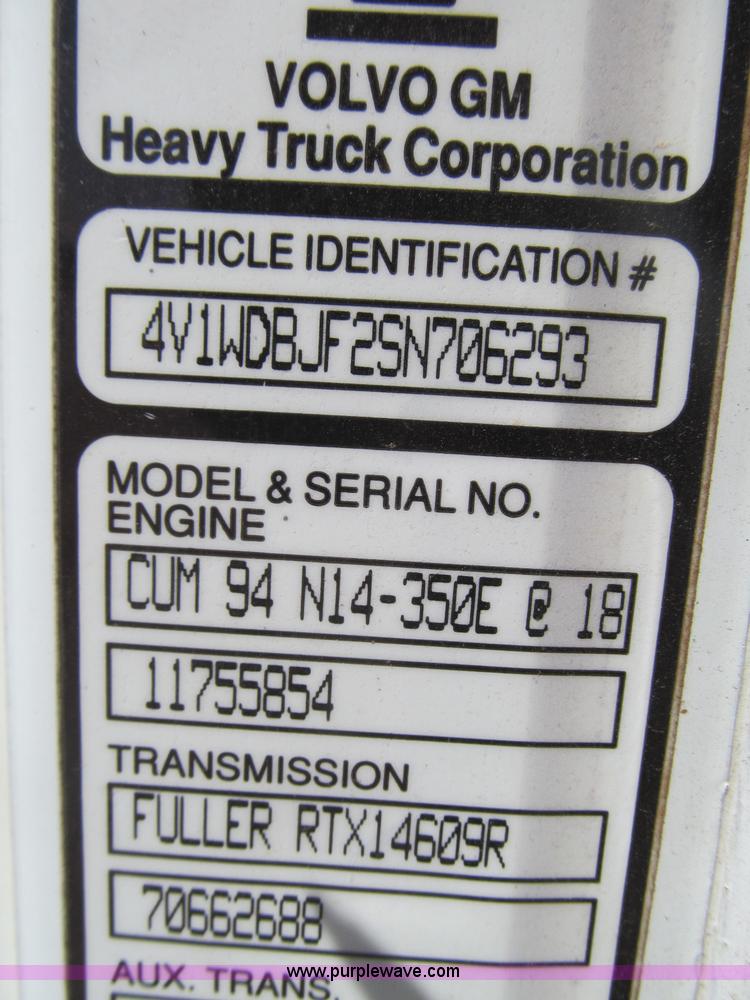 VOLVO GM
Heavy Truck Corporation
VEHICLE IDENTIFICATION #
4V1WDBJF2SN706293
MODEL & SERIAL NO.
ENGINE
CUM 94 N14-350E @ 18
11755854
TRANSMISSION
FULLER RTX14609R
70662688
AUX. TRANS.
www.purplewave.com